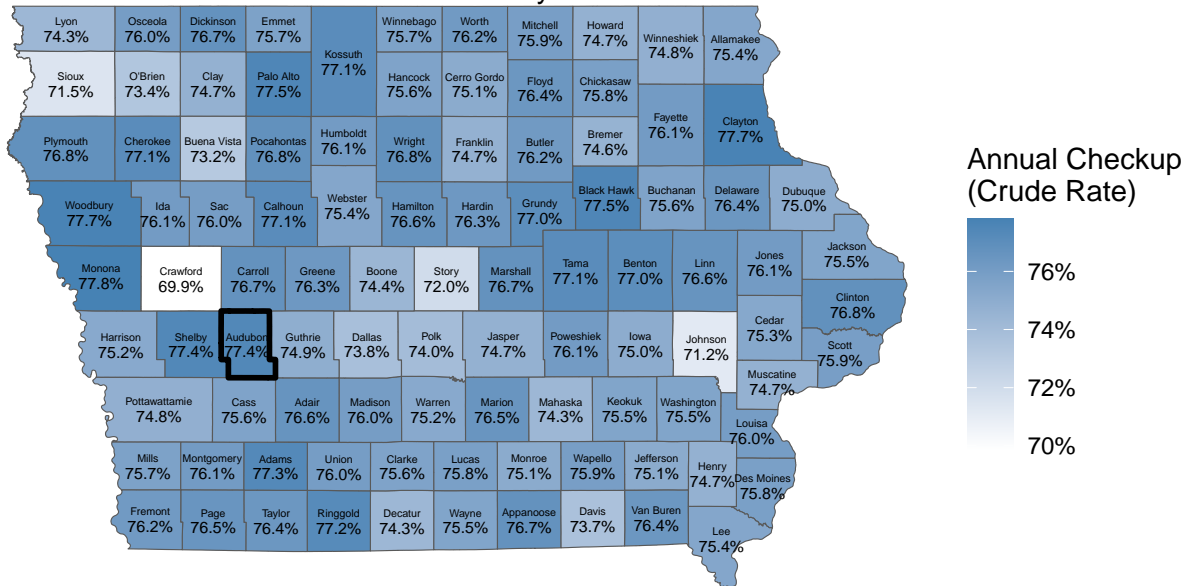 Lyon
74.3%
Osceola
76.0%
Dickinson
76.7%
Emmet
75.7%
Kossuth
77.1%
Winnebago
75.7%
Worth
76.2%
Mitchell
75.9%
Howard
74.7%
Winneshiek
74.8%
Allamakee
75.4%
Sioux
71.5%
O'Brien
73.4%
Clay
74.7%
Palo Alto
77.5%
Hancock
75.6%
Cerro Gordo
75.1%
Floyd
76.4%
Chickasaw
75.8%
Fayette
76.1%
Clayton
77.7%
Plymouth
76.8%
Cherokee
77.1%
Buena Vista
73.2%
Pocahontas
76.8%
Humboldt
76.1%
Wright
76.8%
Franklin
74.7%
Butler
76.2%
Bremer
74.6%
Woodbury
77.7%
Ida
76.1%
Sac
76.0%
Calhoun
77.1%
Webster
75.4%
Hamilton
76.6%
Hardin
76.3%
Grundy
77.0%
Black Hawk
77.5%
Buchanan
75.6%
Delaware
76.4%
Dubuque
75.0%
Monona
77.8%
Crawford
69.9%
Carroll
76.7%
Greene
76.3%
Boone
74.4%
Story
72.0%
Marshall
76.7%
Tama
77.1%
Benton
77.0%
Linn
76.6%
Jones
76.1%
Jackson
75.5%
Clinton
76.8%
Harrison
75.2%
Shelby
77.4%
Audubon
77.4%
Guthrie
74.9%
Dallas
73.8%
Polk
74.0%
Jasper
74.7%
Poweshiek
76.1%
Iowa
75.0%
Johnson
71.2%
Cedar
75.3%
Scott
75.9%
Muscatine
74.7%
Pottawattamie
74.8%
Cass
75.6%
Adair
76.6%
Madison
76.0%
Warren
75.2%
Marion
76.5%
Mahaska
74.3%
Keokuk
75.5%
Washington
75.5%
Louisa
76.0%
Mills
75.7%
Montgomery
76.1%
Adams
77.3%
Union
76.0%
Clarke
75.6%
Lucas
75.8%
Monroe
75.1%
Wapello
75.9%
Jefferson
75.1%
Henry
74.7%
Des Moines
75.8%
Fremont
76.2%
Page
76.5%
Taylor
76.4%
Ringgold
77.2%
Decatur
74.3%
Wayne
75.5%
Appanoose
76.7%
Davis
73.7%
Van Buren
76.4%
Lee
75.4%
Annual Checkup
(Crude Rate)
76%
74%
72%
70%